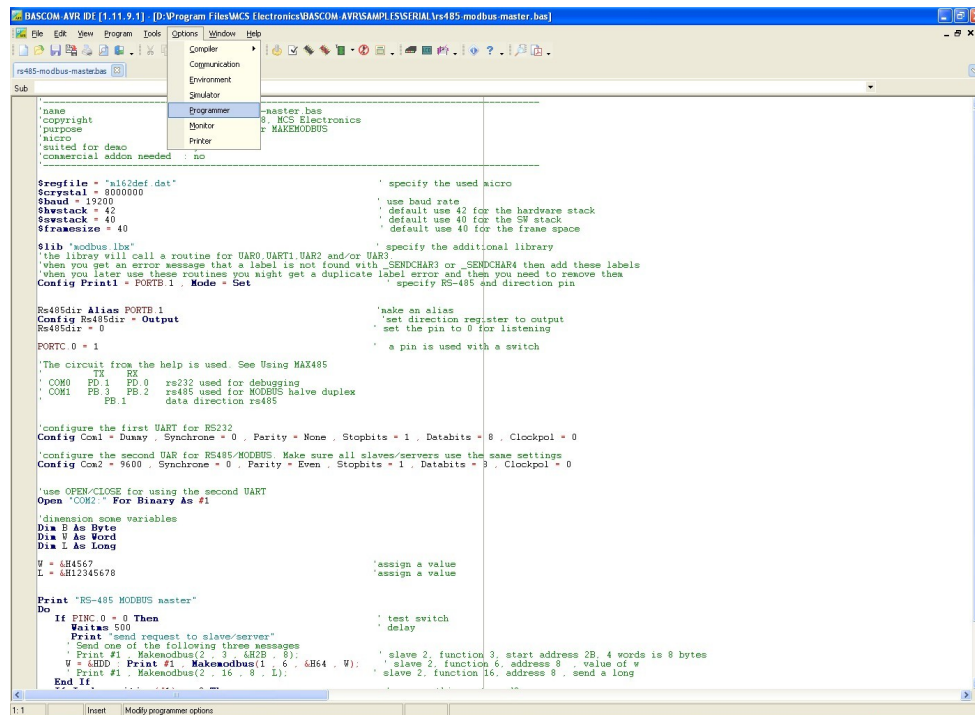 BASCOM-AVR IDE [1.11.9.1] - [D:\Program Files\MCS Electronics\BASCOM-AVR\SAMPLES\SERIAL\rs485-modbus-master.bas]
File Edit View Program Tools Options Window Help
Compiler
Communication
Environment
Simulator
Programmer
Monitor
Printer
rs485-modbus-master.bas
Sub
'--------------------------------------------------
'name -master.bas
'copyright 8, MCS Electronics
'purpose r MAKEMODBUS
'micro
'suited for demo
'commercial addon needed : no
'--------------------------------------------------
$regfile = "m162def.dat" ' specify the used micro
$crystal = 8000000
$baud = 19200 ' use baud rate
$hwstack = 42 ' default use 42 for the hardware stack
$swstack = 40 ' default use 40 for the SW stack
$framesize = 40 ' default use 40 for the frame space
$lib "modbus.lbx" ' specify the additional library
'the libray will call a routine for UAR0,UART1,UAR2 and/or UAR3.
'when you get an error message that a label is not found with _SENDCHAR3 or _SENDCHAR4 then add these labels
'when you later use these routines you might get a duplicate label error and then you need to remove them
Config Print1 = PORTB.1 , Mode = Set ' specify RS-485 and direction pin
Rs485dir Alias PORTB.1 'make an alias
Config Rs485dir = Output 'set direction register to output
Rs485dir = 0 ' set the pin to 0 for listening
PORTC.0 = 1 ' a pin is used with a switch
'The circuit from the help is used. See Using MAX485
' TX RX
' COM0 PD.1 PD.0 rs232 used for debugging
' COM1 PB.3 PB.2 rs485 used for MODBUS halve duplex
' PB.1 data direction rs485
'configure the first UART for RS232
Config Com1 = Dummy , Synchrone = 0 , Parity = None , Stopbits = 1 , Databits = 8 , Clockpol = 0
'configure the second UAR for RS485/MODBUS. Make sure all slaves/servers use the same settings
Config Com2 = 9600 , Synchrone = 0 , Parity = Even , Stopbits = 1 , Databits = 8 , Clockpol = 0
'use OPEN/CLOSE for using the second UART
Open "COM2:" For Binary As #1
'dimension some variables
Dim B As Byte
Dim W As Word
Dim L As Long
W = &H4567 'assign a value
L = &H12345678 'assign a value
Print "RS-485 MODBUS master"
Do
If PINC.0 = 0 Then ' test switch
Waitms 500 ' delay
Print "send request to slave/server"
' Send one of the following three messages
' Print #1 , Makemodbus(2 , 3 , &H2B , 8); ' slave 2, function 3, start address 2B, 4 words is 8 bytes
W = &HDD : Print #1 , Makemodbus(1 , 6 , &H64 , W); ' slave 2, function 6, address 8 , value of w
' Print #1 , Makemodbus(2 , 16 , 8 , L); ' slave 2, function 16, address 8 , send a long
End If
1:1 Insert Modify programmer options